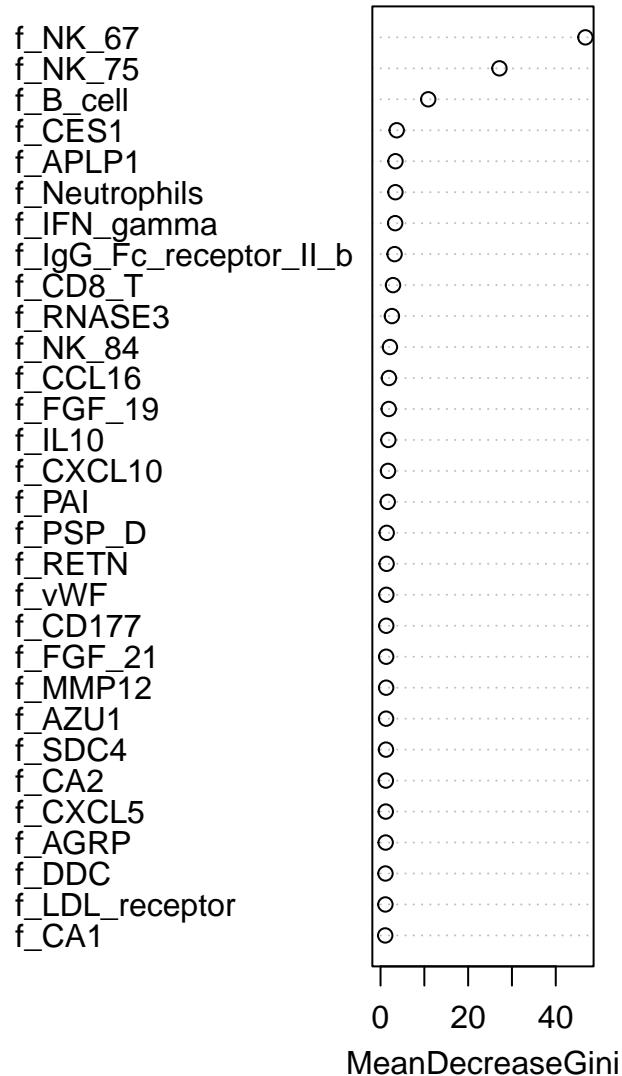 f_NK_67
f_NK_75
f_B_cell
f_CES1
f_APLP1
f_Neutrophils
f_IFN_gamma
f_IgG_Fc_receptor_II_b
f_CD8_T
f_RNASE3
f_NK_84
f_CCL16
f_FGF_19
f_IL10
f_CXCL10
f_PAI
f_PSP_D
f_RETN
f_vWF
f_CD177
f_FGF_21
f_MMP12
f_AZU1
f_SDC4
f_CA2
f_CXCL5
f_AGRP
f_DDC
f_LDL_receptor
f_CA1
0 20 40
MeanDecreaseGini